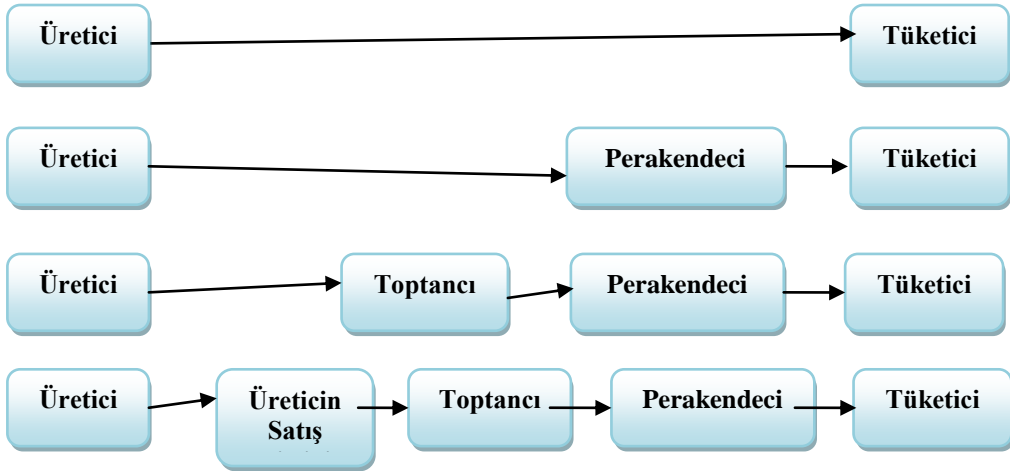 Üretici Tüketici
Üretici Perakendeci Tüketici
Üretici Toptancı Perakendeci Tüketici
Üretici Üreticin Toptancı Perakendeci Tüketici
Satış